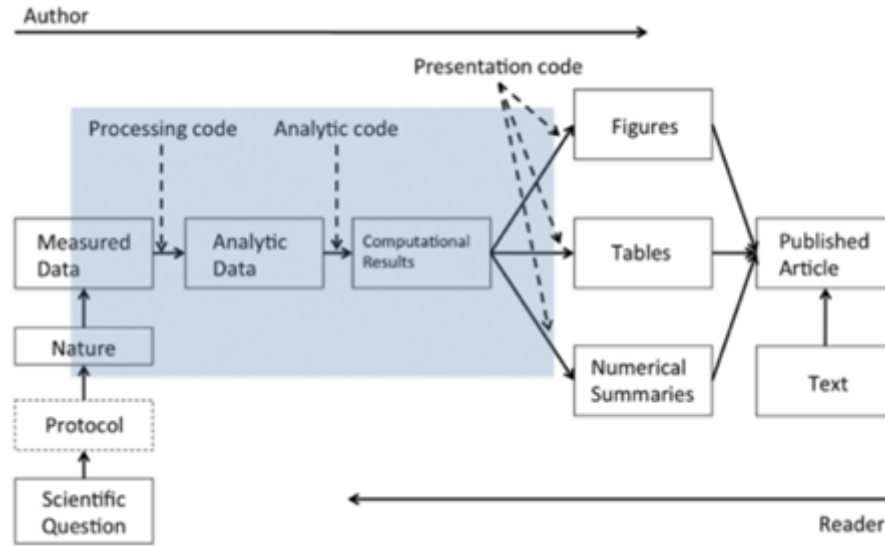 Author
Presentation code
Processing code
Analytic code
Figures
Measured
Data
Analytic
Data
Computational
Results
Tables
Published
Article
Nature
Numerical
Summaries
Text
Protocol
Scientific
Question
Reader